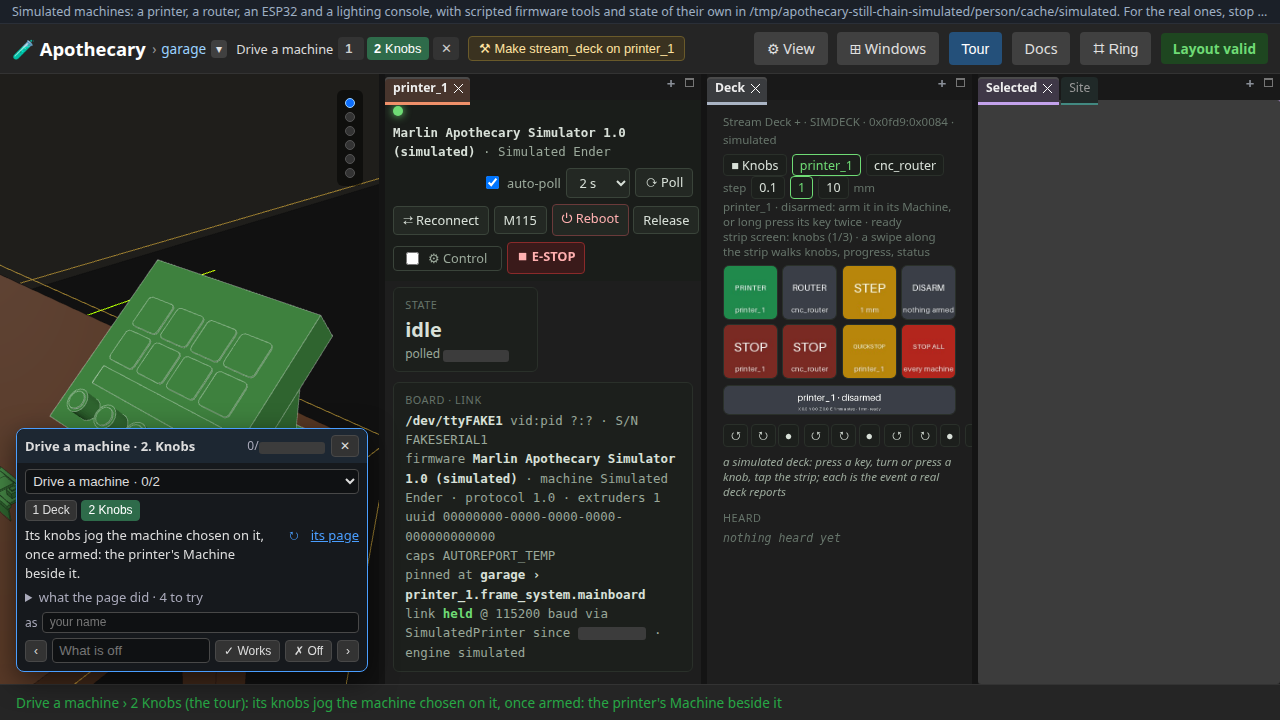 Simulated machines: a printer, a router, an ESP32 and a lighting console, with scripted firmware tools and state of their own in /tmp/apothecary-still-chain-simulated/person/cache/simulated. For the real ones, stop ...
Apothecary › garage ▾ Drive a machine 1 2 Knobs ✕ ⚒ Make stream_deck on printer_1 ⚙ View ⊞ Windows Tour Docs Ring Layout valid
printer_1
Marlin Apothecary Simulator 1.0
(simulated) · Simulated Ender
auto-poll 2 s ⟳ Poll
⇄ Reconnect M115 ⏻ Reboot Release
⚙ Control ■ E-STOP
STATE
idle
polled
BOARD · LINK
/dev/ttyFAKE1 vid:pid ?:? · S/N
FAKESERIAL1
firmware Marlin Apothecary Simulator
1.0 (simulated) · machine Simulated
Ender · protocol 1.0 · extruders 1
uuid 00000000-0000-0000-0000-
000000000000
caps AUTOREPORT_TEMP
pinned at garage ›
printer_1.frame_system.mainboard
link held @ 115200 baud via
SimulatedPrinter since ·
engine simulated
Deck
Stream Deck + · SIMDECK · 0x0fd9:0x0084 ·
simulated
■ Knobs printer_1 cnc_router
step 0.1 1 10 mm
printer_1 · disarmed: arm it in its Machine,
or long press its key twice · ready
strip screen: knobs (1/3) · a swipe along
the strip walks knobs, progress, status
PRINTER printer_1
ROUTER cnc_router
STEP 1 mm
DISARM nothing armed
STOP printer_1
STOP cnc_router
QUICKSTOP printer_1
STOP ALL every machine
printer_1 · disarmed
↺ ↻ ● ↺ ↻ ● ↺ ↻ ●
a simulated deck: press a key, turn or press a
knob, tap the strip; each is the event a real
deck reports
HEARD
nothing heard yet
Selected Site
Drive a machine · 2. Knobs 0/ ✕
Drive a machine · 0/2
1 Deck 2 Knobs
Its knobs jog the machine chosen on it, ↻ its page
once armed: the printer's Machine
beside it.
▶ what the page did · 4 to try
as your name
‹ What is off ✓ Works ✗ Off ›
Drive a machine › 2 Knobs (the tour): its knobs jog the machine chosen on it, once armed: the printer's Machine beside it